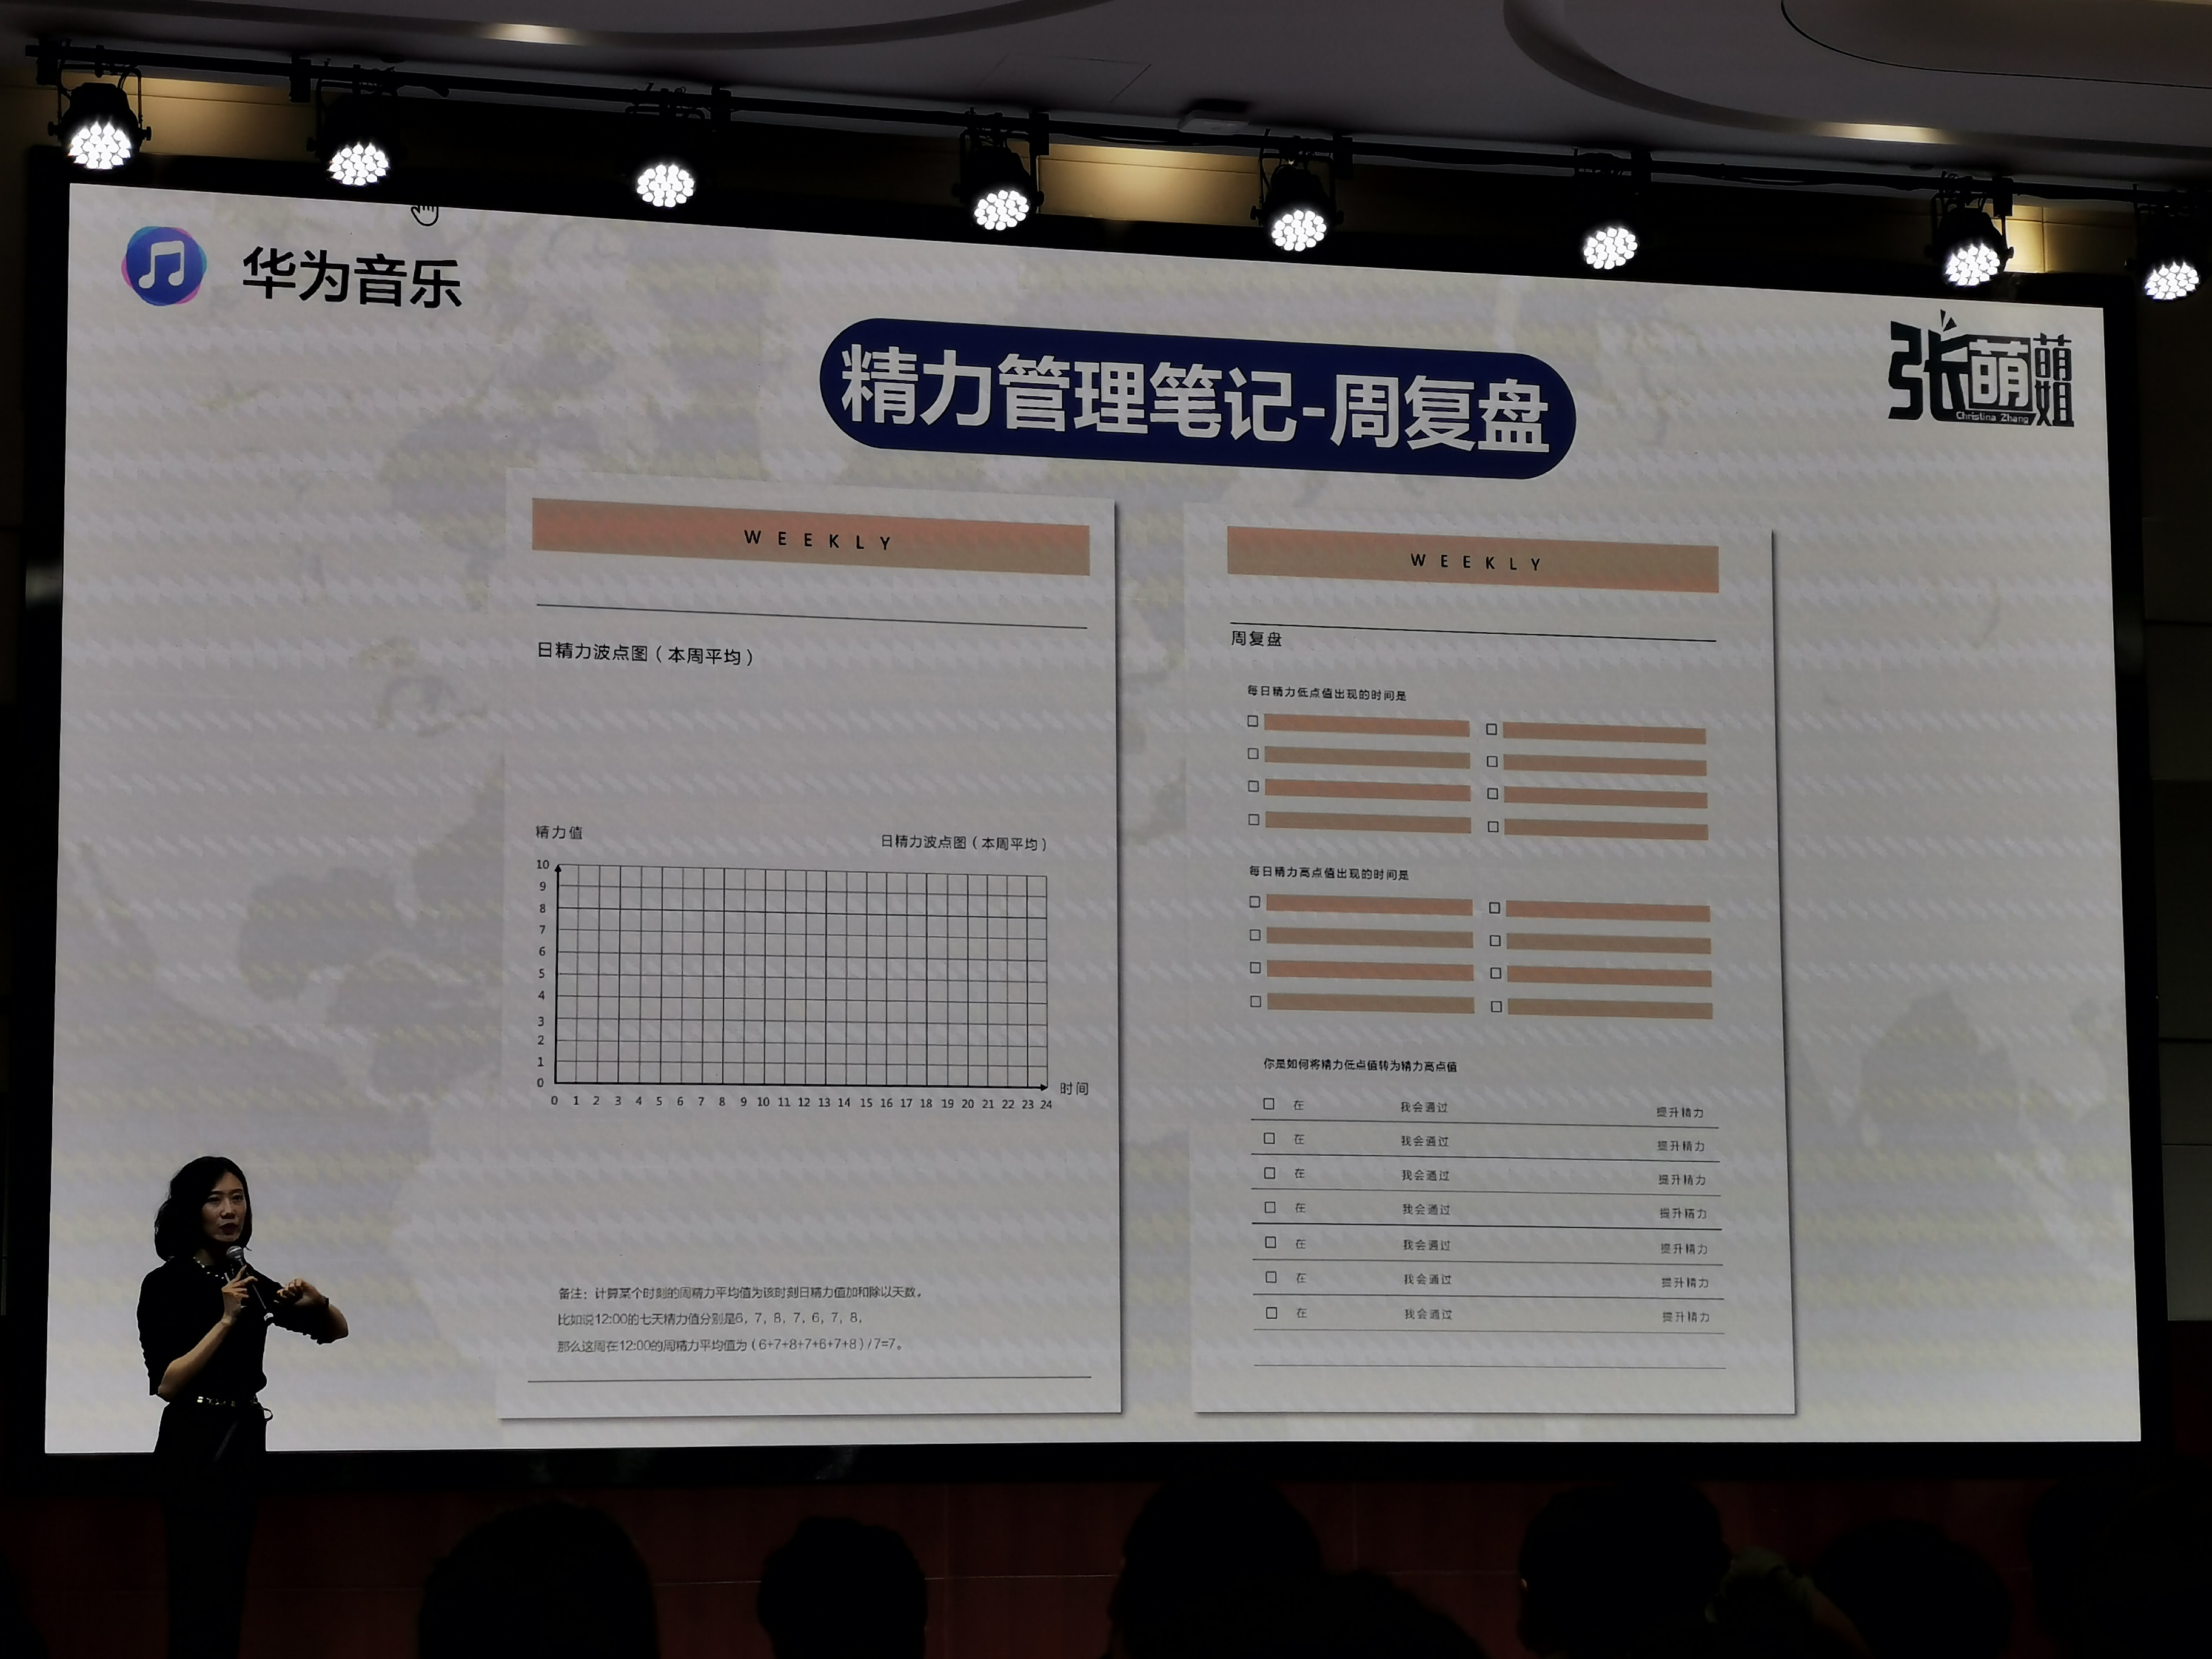 华为音乐
张萌萌姐
Christina Zhang
精力管理笔记-周复盘
WEEKLY
日精力波点图（本周平均）
精力值
日精力波点图（本周平均）
10
9
8
7
6
5
4
3
2
1
0
时间
0 1 2 3 4 5 6 7 8 9 10 11 12 13 14 15 16 17 18 19 20 21 22 23 24
备注：计算某个时刻的周精力平均值为该时刻日精力值加和除以天数。
比如说12:00的七天精力值分别是6，7，8，7，6，7，8，
那么这周在12:00的周精力平均值为（6+7+8+7+6+7+8）/7=7。
WEEKLY
周复盘
每日精力低点值出现的时间是
每日精力高点值出现的时间是
你是如何将精力低点值转为精力高点值
在 我会通过 提升精力
在 我会通过 提升精力
在 我会通过 提升精力
在 我会通过 提升精力
在 我会通过 提升精力
在 我会通过 提升精力
在 我会通过 提升精力